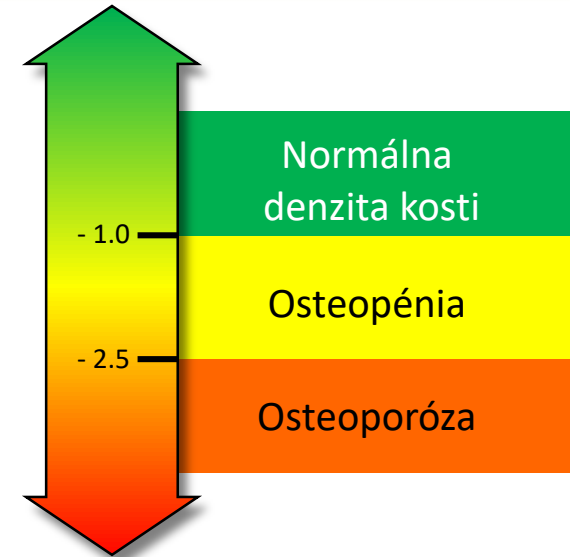 Normálna
denzita kosti
- 1.0
Osteopénia
- 2.5
Osteoporóza